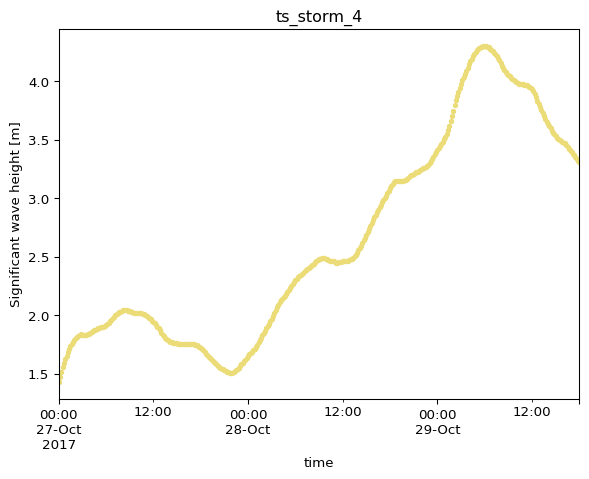 ts_storm_4
Significant wave height [m]
4.0
3.5
3.0
2.5
2.0
1.5
00:00 12:00 00:00 12:00 00:00 12:00
27-Oct 28-Oct 29-Oct
2017
time